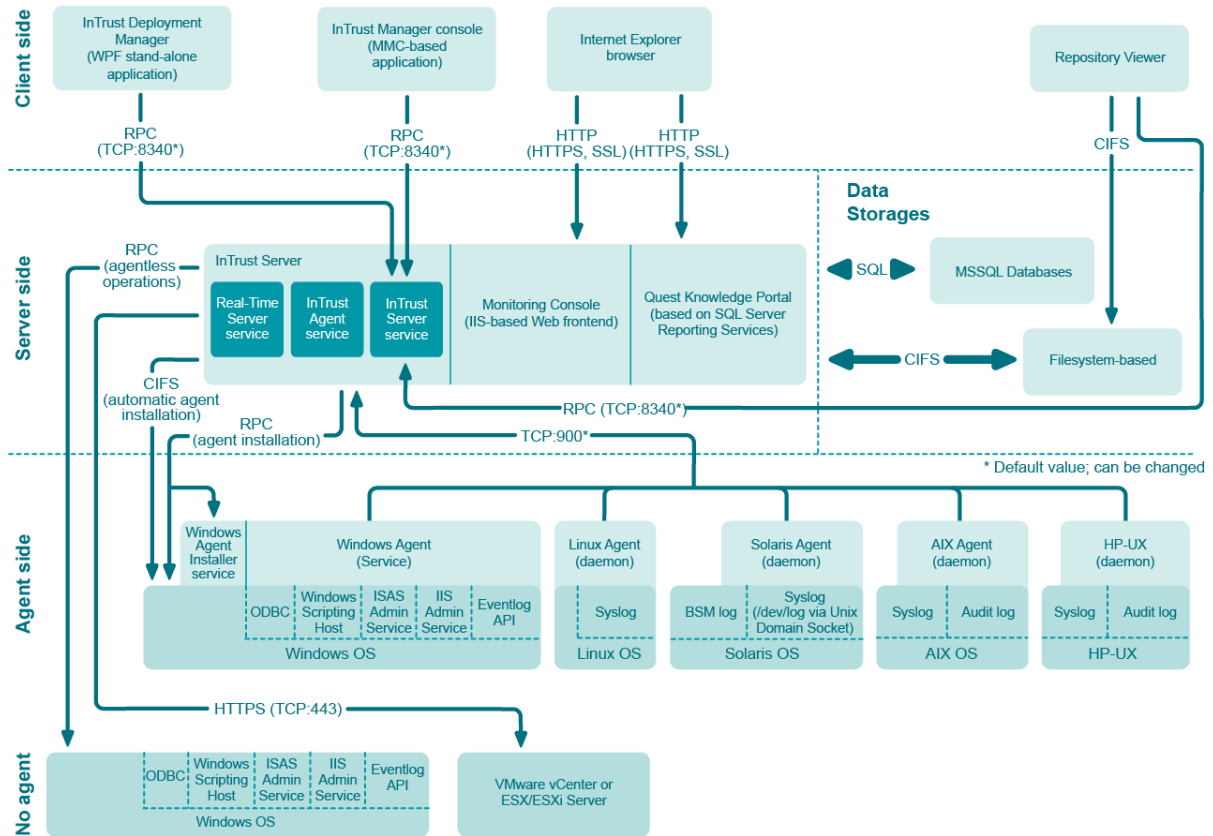 Client side
InTrust Deployment
Manager
(WPF stand-alone
application)
InTrust Manager console
(MMC-based
application)
Internet Explorer
browser
Repository Viewer
RPC
(TCP:8340*)
RPC
(TCP:8340*)
HTTP
(HTTPS, SSL)
HTTP
(HTTPS, SSL)
CIFS
Server side
RPC
(agentless
operations)
InTrust Server
Real-Time
Server
service
InTrust
Agent
service
InTrust
Server
service
Monitoring Console
(IIS-based Web frontend)
Quest Knowledge Portal
(based on SQL Server
Reporting Services)
Data
Storages
SQL
MSSQL Databases
CIFS
Filesystem-based
CIFS
(automatic agent
installation)
RPC
(agent installation)
RPC (TCP:8340*)
TCP:900*
* Default value; can be changed
Agent side
Windows
Agent
Installer
service
Windows Agent
(Service)
ODBC
Windows
Scripting
Host
ISAS
Admin
Service
IIS
Admin
Service
Eventlog
API
Windows OS
Linux Agent
(daemon)
Syslog
Linux OS
Solaris Agent
(daemon)
BSM log
Syslog
(/dev/log via Unix
Domain Socket)
Solaris OS
AIX Agent
(daemon)
Syslog
Audit log
AIX OS
HP-UX
(daemon)
Syslog
Audit log
HP-UX
HTTPS (TCP:443)
No agent
ODBC
Windows
Scripting
Host
ISAS
Admin
Service
IIS
Admin
Service
Eventlog
API
Windows OS
VMware vCenter or
ESX/ESXi Server